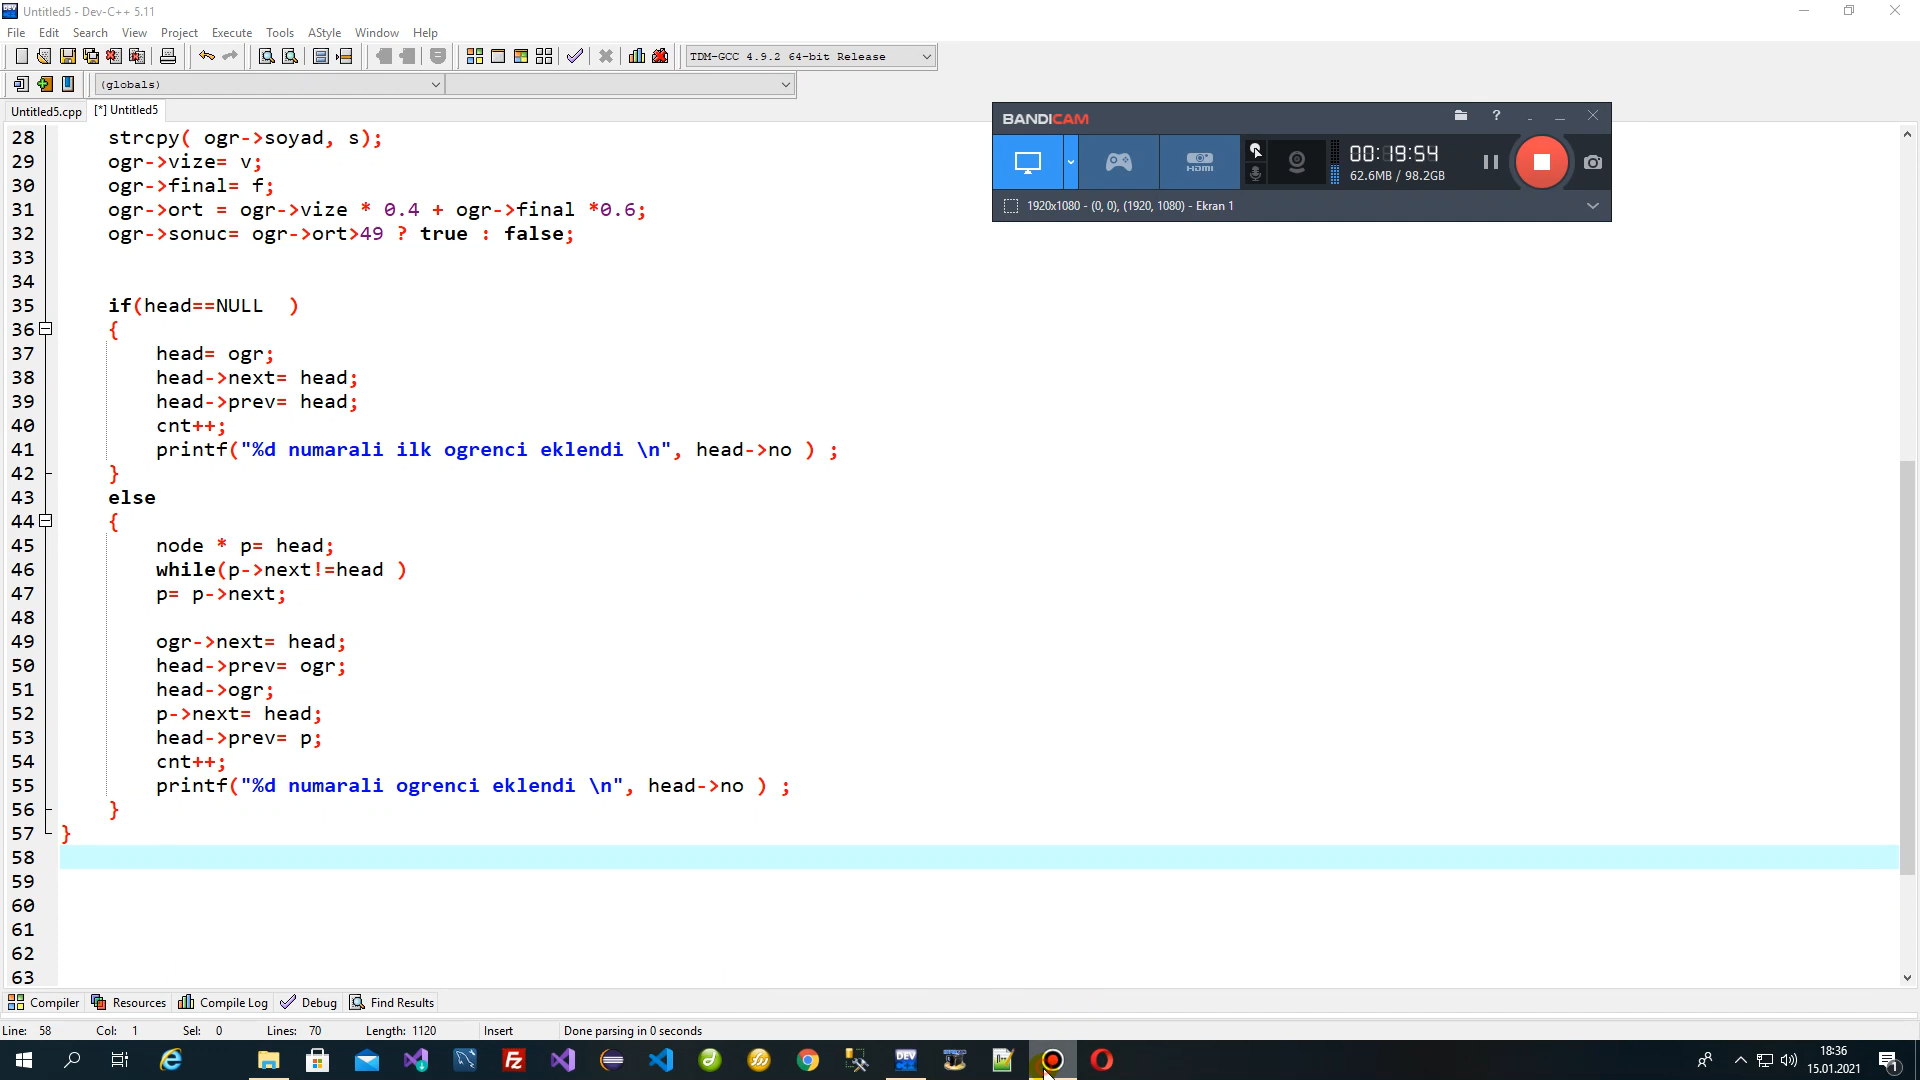 Untitled5 - Dev-C++ 5.11
File Edit Search View Project Execute Tools AStyle Window Help
TDM-GCC 4.9.2 64-bit Release
(globals)
Untitled5.cpp [*] Untitled5
BANDICAM
?
HDMI
00:19:54
62.6MB / 98.2GB
1920x1080 - (0, 0), (1920, 1080) - Ekran 1
28 strcpy( ogr->soyad, s);
29 ogr->vize= v;
30 ogr->final= f;
31 ogr->ort = ogr->vize * 0.4 + ogr->final *0.6;
32 ogr->sonuc= ogr->ort>49 ? true : false;
33
34
35 if(head==NULL )
36 {
37 head= ogr;
38 head->next= head;
39 head->prev= head;
40 cnt++;
41 printf("%d numarali ilk ogrenci eklendi \n", head->no ) ;
42 }
43 else
44 {
45 node * p= head;
46 while(p->next!=head )
47 p= p->next;
48
49 ogr->next= head;
50 head->prev= ogr;
51 head->ogr;
52 p->next= head;
53 head->prev= p;
54 cnt++;
55 printf("%d numarali ogrenci eklendi \n", head->no ) ;
56 }
57 }
58
59
60
61
62
63
Compiler Resources Compile Log Debug Find Results
Line: 58 Col: 1 Sel: 0 Lines: 70 Length: 1120 Insert Done parsing in 0 seconds
DEV
18:36
15.01.2021
1